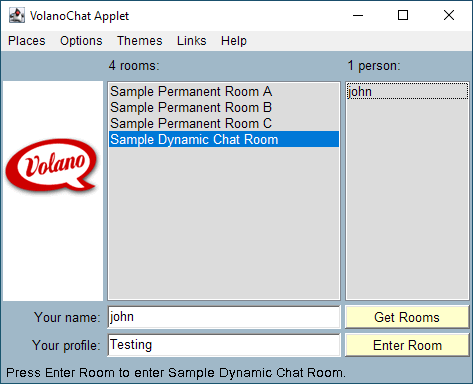 VolanoChat Applet
Places Options Themes Links Help
4 rooms: 1 person:
Sample Permanent Room A john
Sample Permanent Room B
Sample Permanent Room C
Sample Dynamic Chat Room
Volano
Your name: john Get Rooms
Your profile: Testing Enter Room
Press Enter Room to enter Sample Dynamic Chat Room.